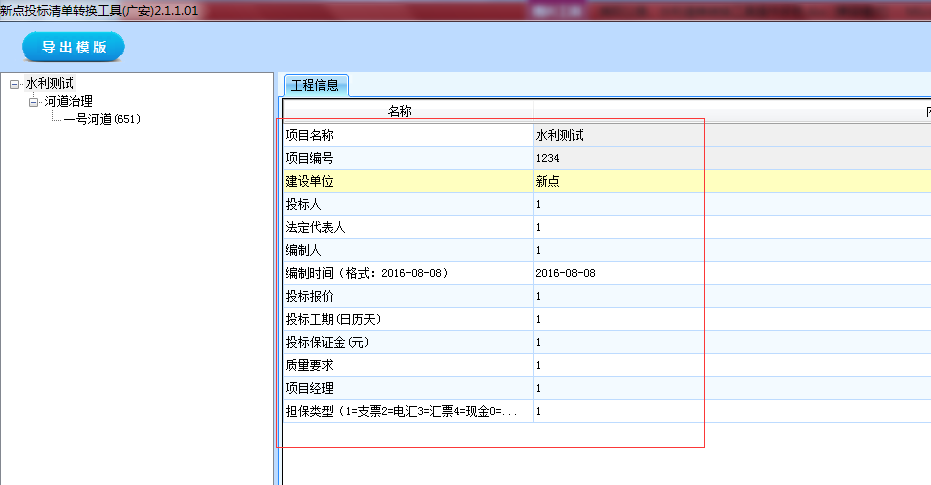 新点投标清单转换工具(广安)2.1.1.01
导出模版
水利测试
河道治理
一号河道(651)
工程信息
名称
项目名称 水利测试
项目编号 1234
建设单位 新点
投标人 1
法定代表人 1
编制人 1
编制时间(格式：2016-08-08) 2016-08-08
投标报价 1
投标工期(日历天) 1
投标保证金(元) 1
质量要求 1
项目经理 1
担保类型(1=支票2=电汇3=汇票4=现金0=... 1